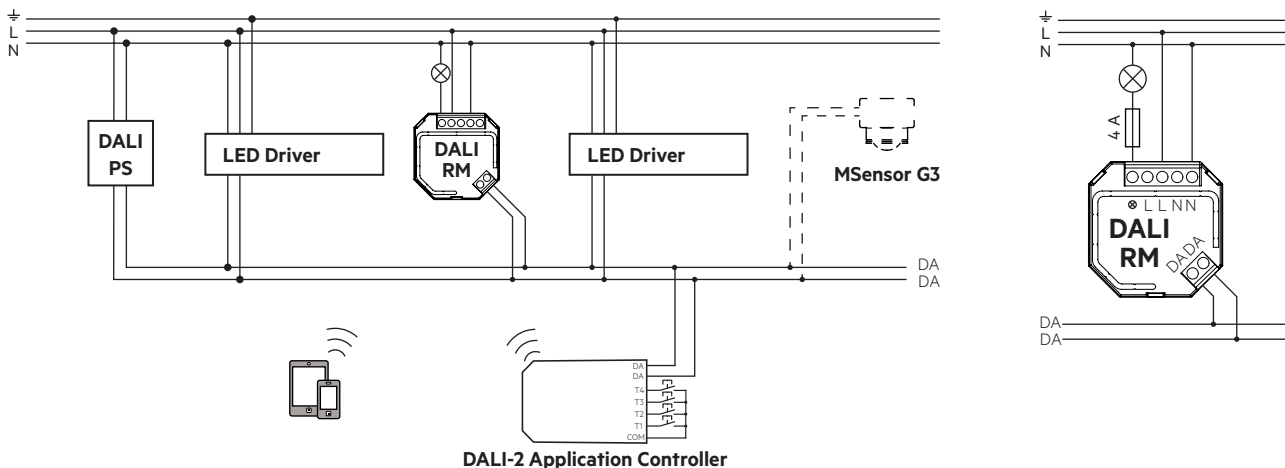 L
N
DALI
PS
LED Driver
DALI
RM
LED Driver
MSensor G3
DA
DA
DA
DA
T4
T3
T2
T1
COM
DALI-2 Application Controller
L
N
4 A
L L N N
DALI
RM
DA DA
DA
DA